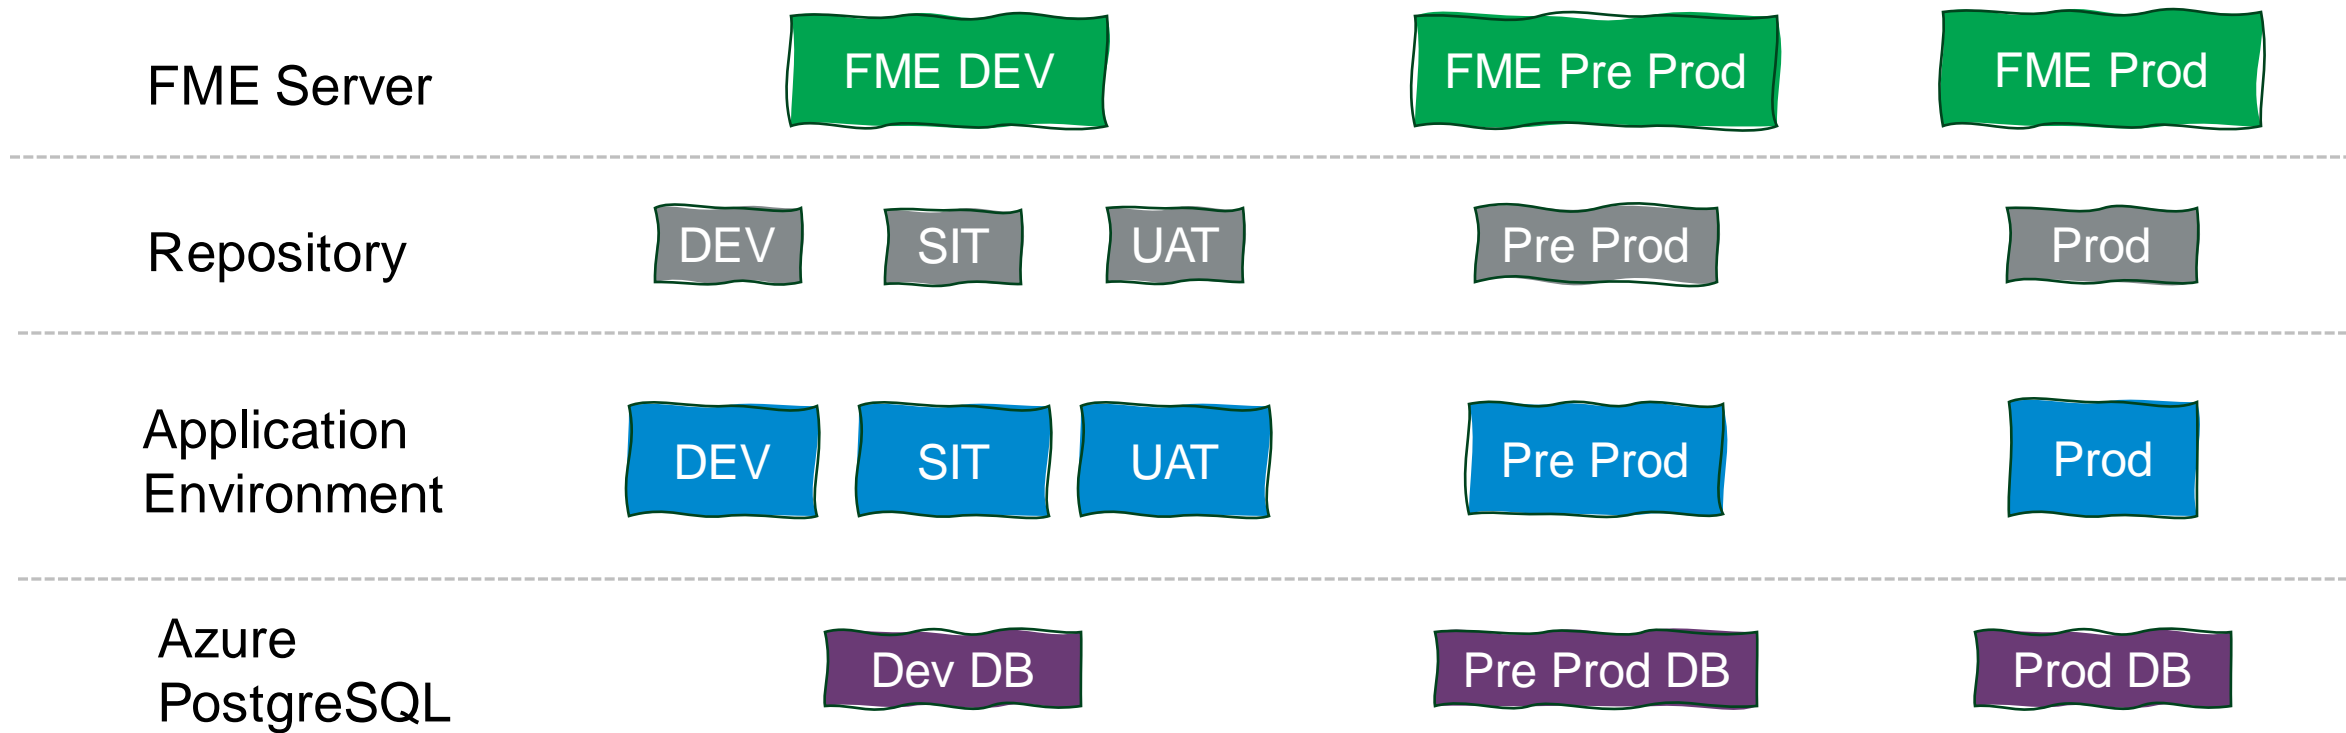 FME Server
FME DEV
FME Pre Prod
FME Prod
Repository
DEV
SIT
UAT
Pre Prod
Prod
Application
Environment
DEV
SIT
UAT
Pre Prod
Prod
Azure
PostgreSQL
Dev DB
Pre Prod DB
Prod DB